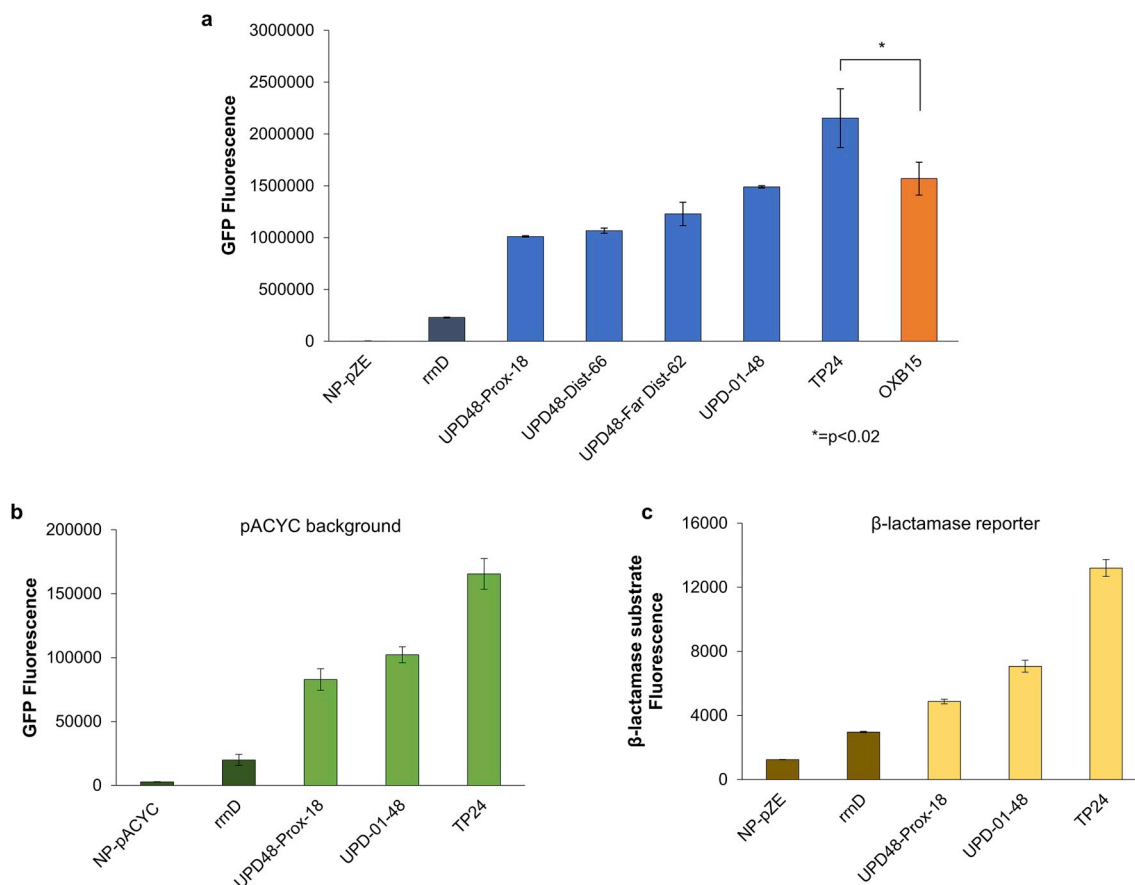 a
3000000
2500000
2000000
1500000
1000000
500000
0
GFP Fluorescence
*
NP-pZE
rrnD
UPD48-Prox-18
UPD48-Dist-66
UPD48-Far Dist-62
UPD-01-48
TP24
OXB15
*=p<0.02
b
pACYC background
200000
150000
100000
50000
0
GFP Fluorescence
NP-pACYC
rrnD
UPD48-Prox-18
UPD-01-48
TP24
c
β-lactamase reporter
16000
12000
8000
4000
0
β-lactamase substrate
Fluorescence
NP-pZE
rrnD
UPD48-Prox-18
UPD-01-48
TP24